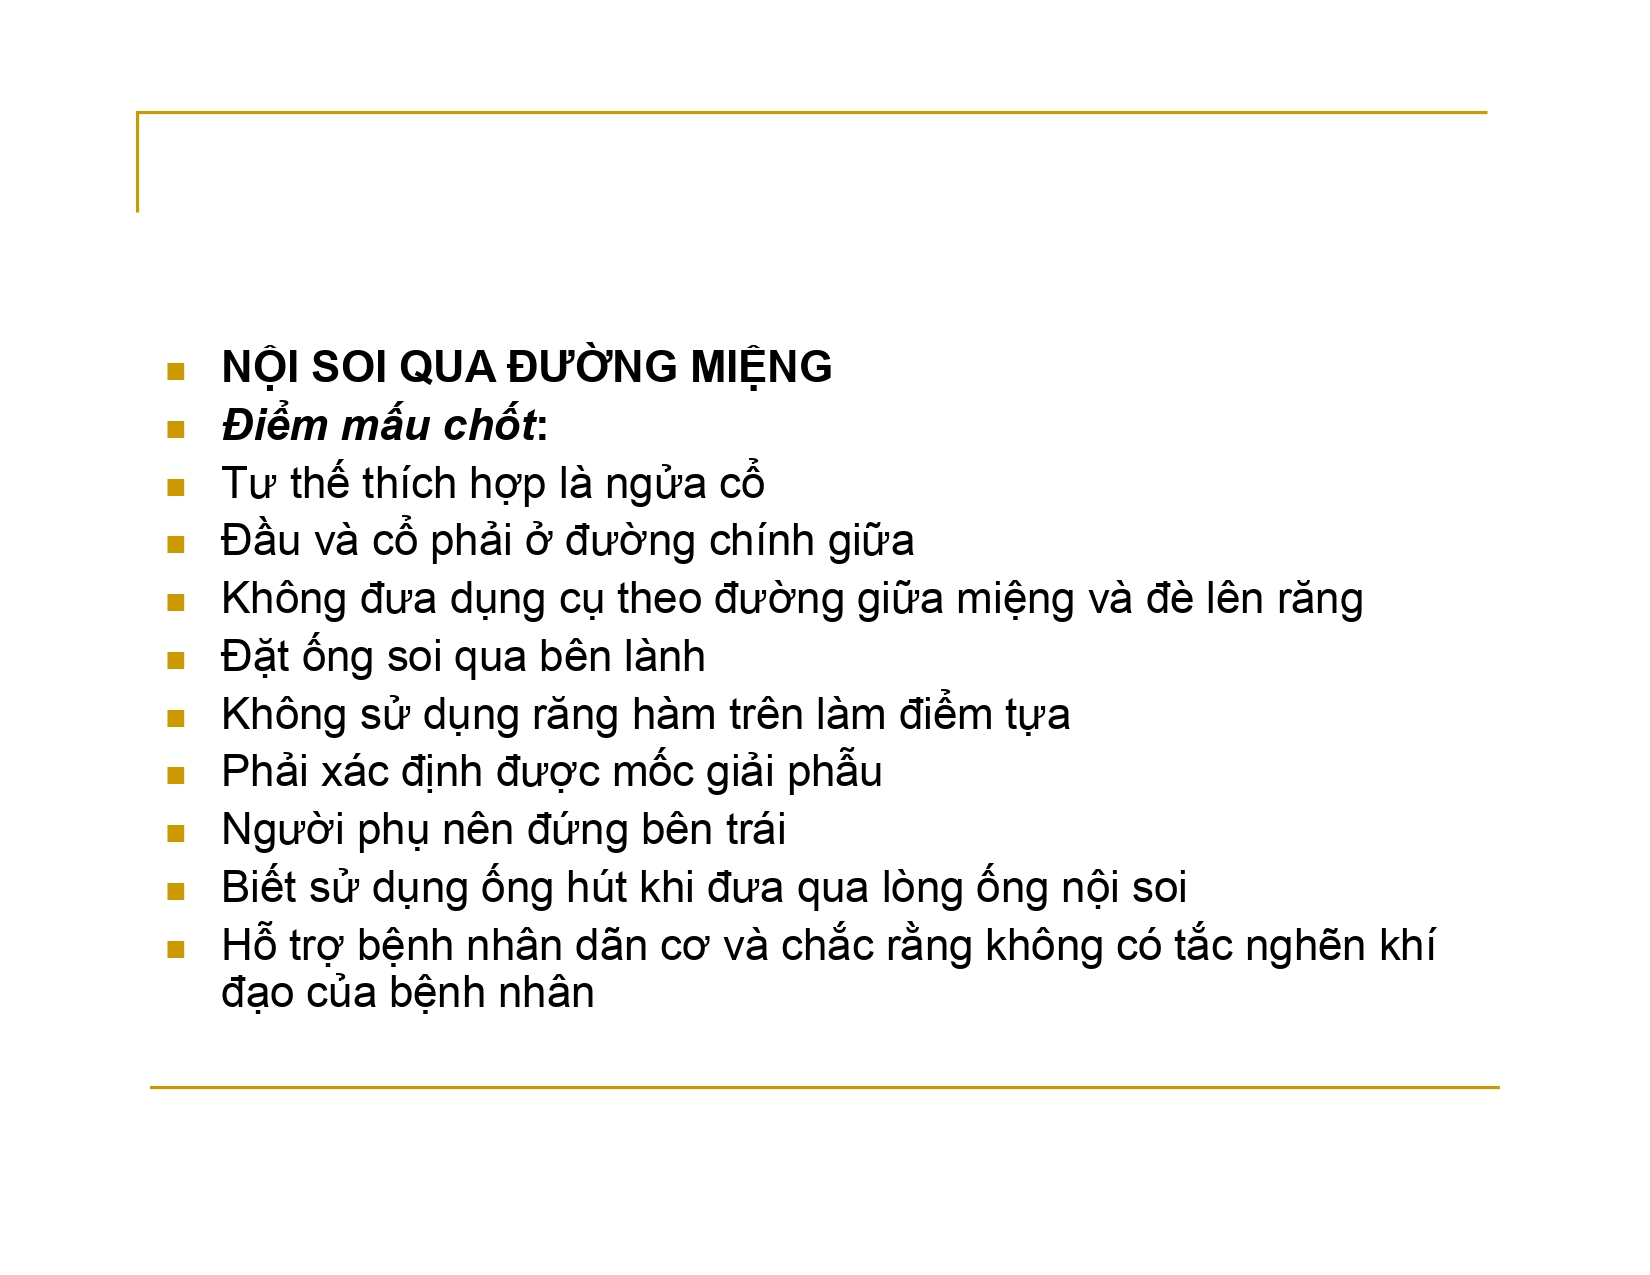 NỘI SOI QUA ĐƯỜNG MIỆNG
Điểm mấu chốt:
Tư thế thích hợp là ngửa cổ
Đầu và cổ phải ở đường chính giữa
Không đưa dụng cụ theo đường giữa miệng và đè lên răng
Đặt ống soi qua bên lành
Không sử dụng răng hàm trên làm điểm tựa
Phải xác định được mốc giải phẫu
Người phụ nên đứng bên trái
Biết sử dụng ống hút khi đưa qua lòng ống nội soi
Hỗ trợ bệnh nhân dãn cơ và chắc rằng không có tắc nghẽn khí
đạo của bệnh nhân